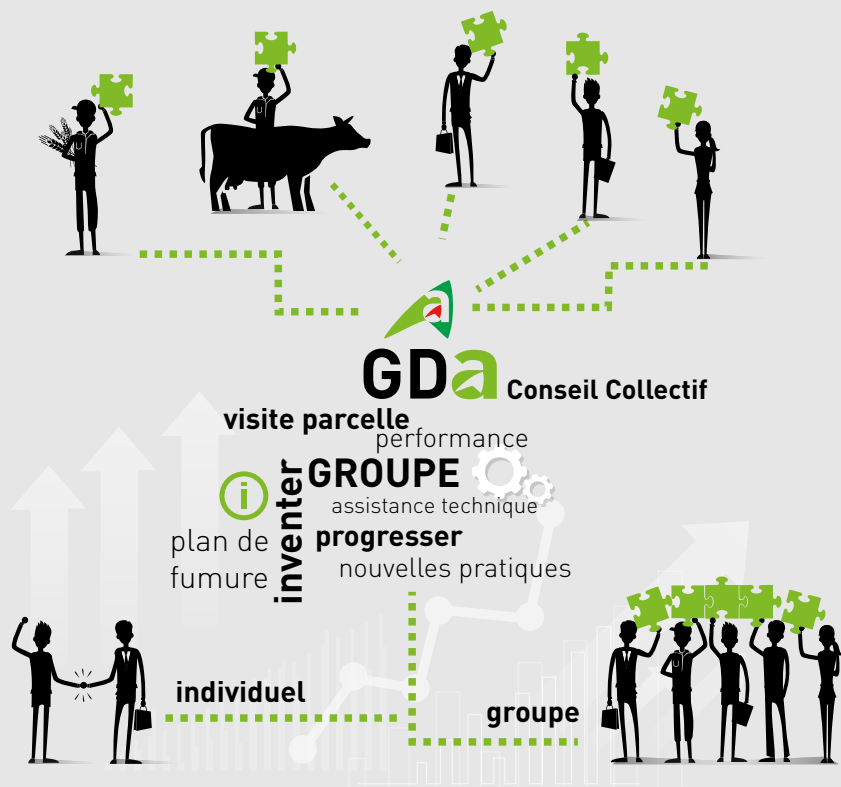 a
GDa
Conseil Collectif
visite parcelle
performance
inventer
GROUPE
assistance technique
plan de
fumure
progresser
nouvelles pratiques
individuel
groupe